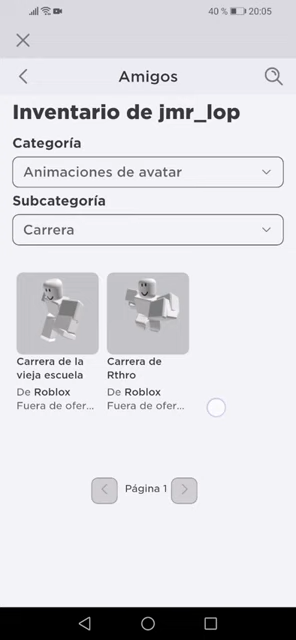 40 % 20:05
Amigos
Inventario de jmr_lop
Categoría
Animaciones de avatar
Subcategoría
Carrera
Carrera de la
vieja escuela
De Roblox
Fuera de ofer...
Carrera de
Rthro
De Roblox
Fuera de ofer...
Página 1